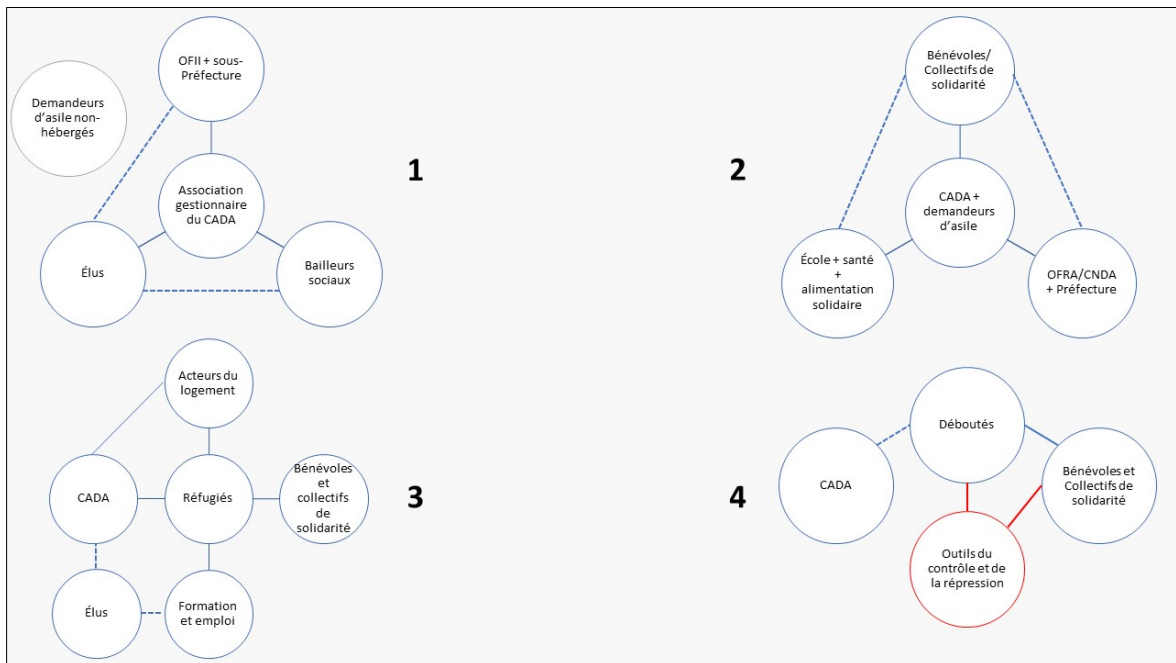 OFII + sous-
Préfecture
Demandeurs
d'asile non-
hébergés
Association
gestionnaire
du CADA
Élus
Bailleurs
sociaux
1
2
Bénévoles/
Collectifs de
solidarité
CADA +
demandeurs
d'asile
École + santé
+
alimentation
solidaire
OFRA/CNDA
+ Préfecture
Acteurs du
logement
CADA
Réfugiés
Bénévoles
et
collectifs
de
solidarité
Élus
Formation
et emploi
3
4
Déboutés
CADA
Bénévoles et
Collectifs de
solidarité
Outils du
contrôle et de
la répression